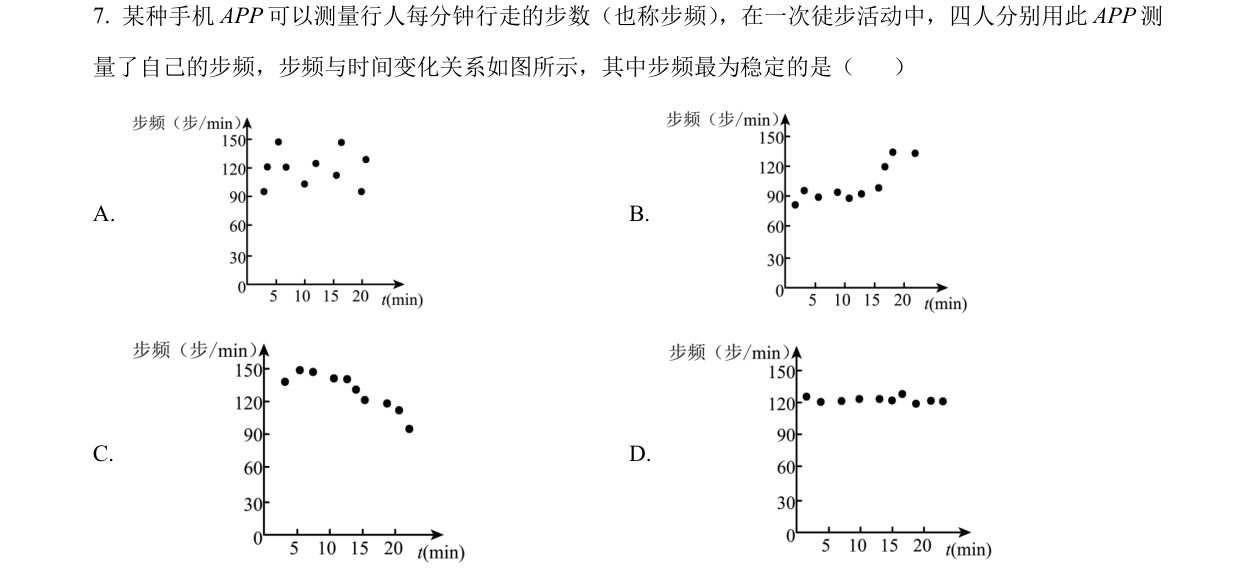 7. 某种手机 APP 可以测量行人每分钟行走的步数（也称步频），在一次徒步活动中，四人分别用此 APP 测
量了自己的步频，步频与时间变化关系如图所示，其中步频最为稳定的是（　　）
A.
步频（步/min）
150
120
90
60
30
0
5 10 15 20 t(min)
B.
步频（步/min）
150
120
90
60
30
0
5 10 15 20 t(min)
C.
步频（步/min）
150
120
90
60
30
0
5 10 15 20 t(min)
D.
步频（步/min）
150
120
90
60
30
0
5 10 15 20 t(min)